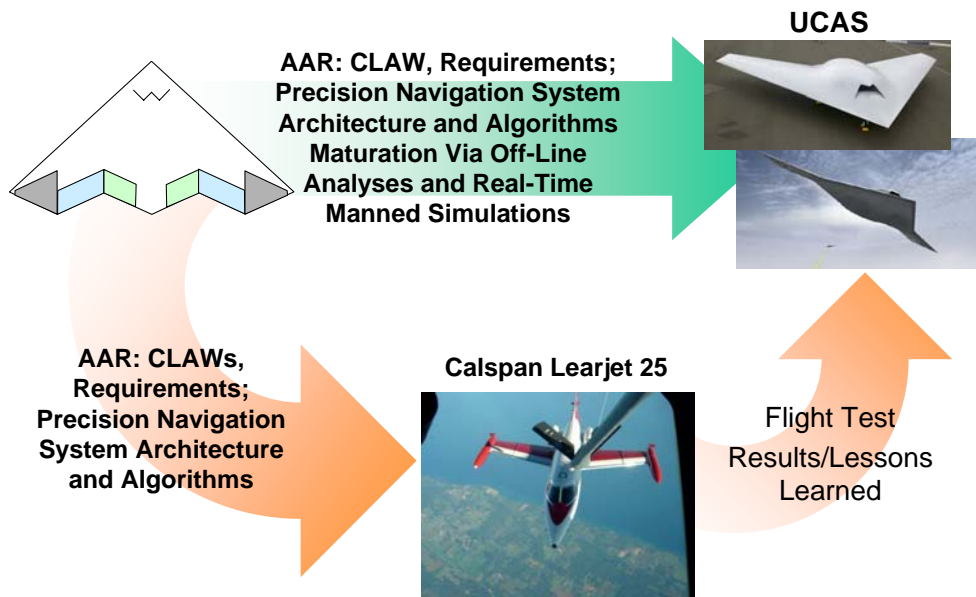 UCAS
AAR: CLAW, Requirements;
Precision Navigation System
Architecture and Algorithms
Maturation Via Off-Line
Analyses and Real-Time
Manned Simulations
AAR: CLAWs,
Requirements;
Precision Navigation
System Architecture
and Algorithms
Calspan Learjet 25
Flight Test
Results/Lessons
Learned